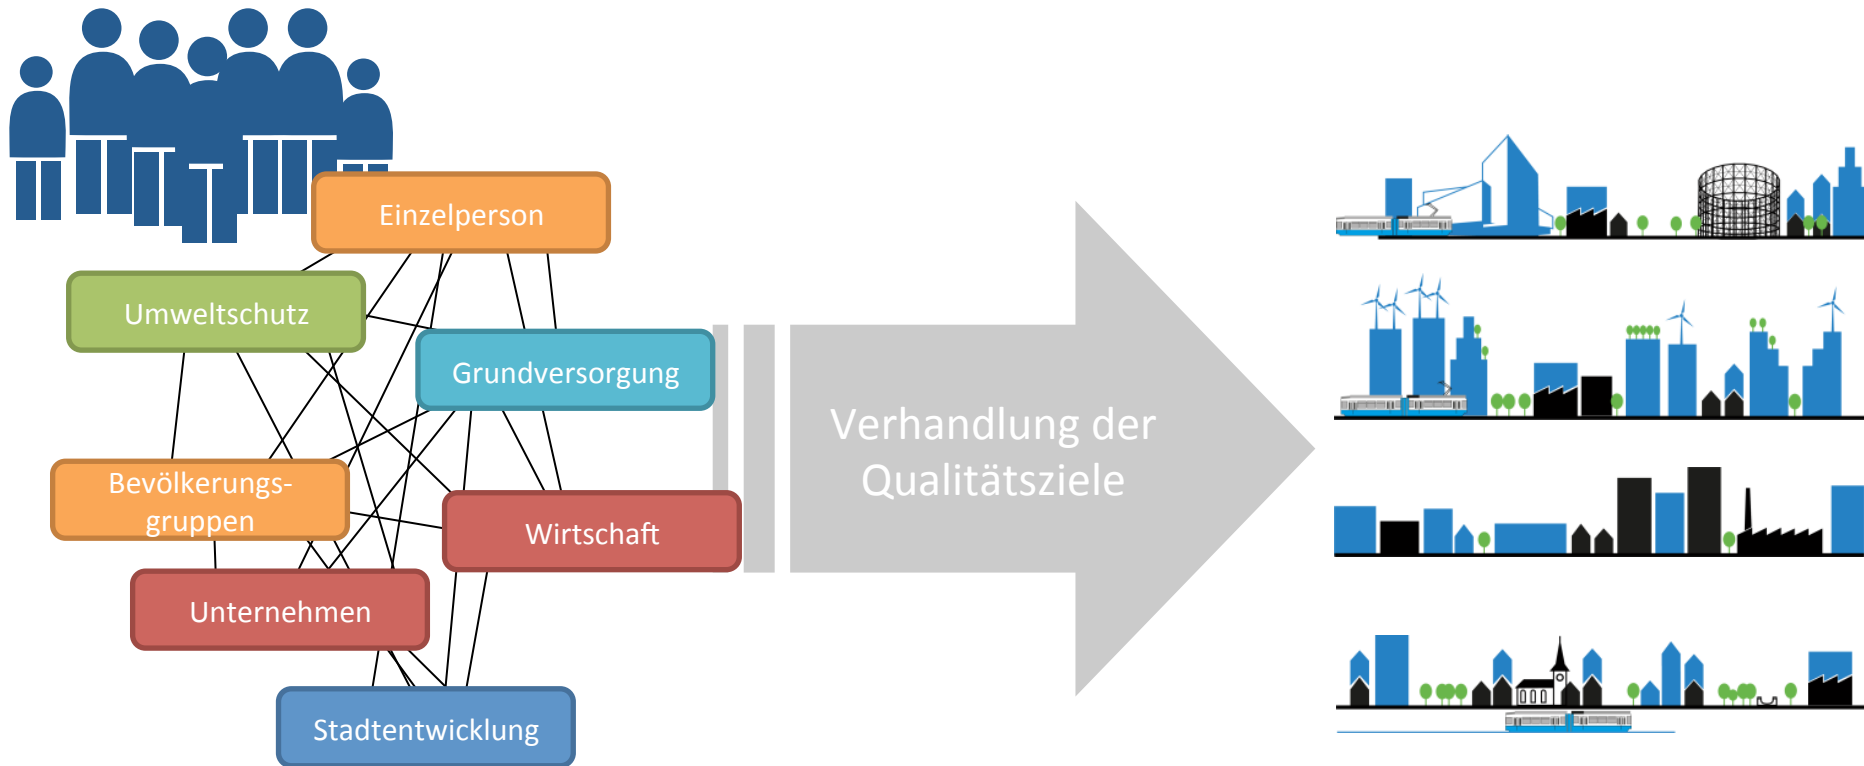 Einzelperson
Umweltschutz
Grundversorgung
Bevölkerungs-
gruppen
Wirtschaft
Unternehmen
Stadtentwicklung
Verhandlung der
Qualitätsziele